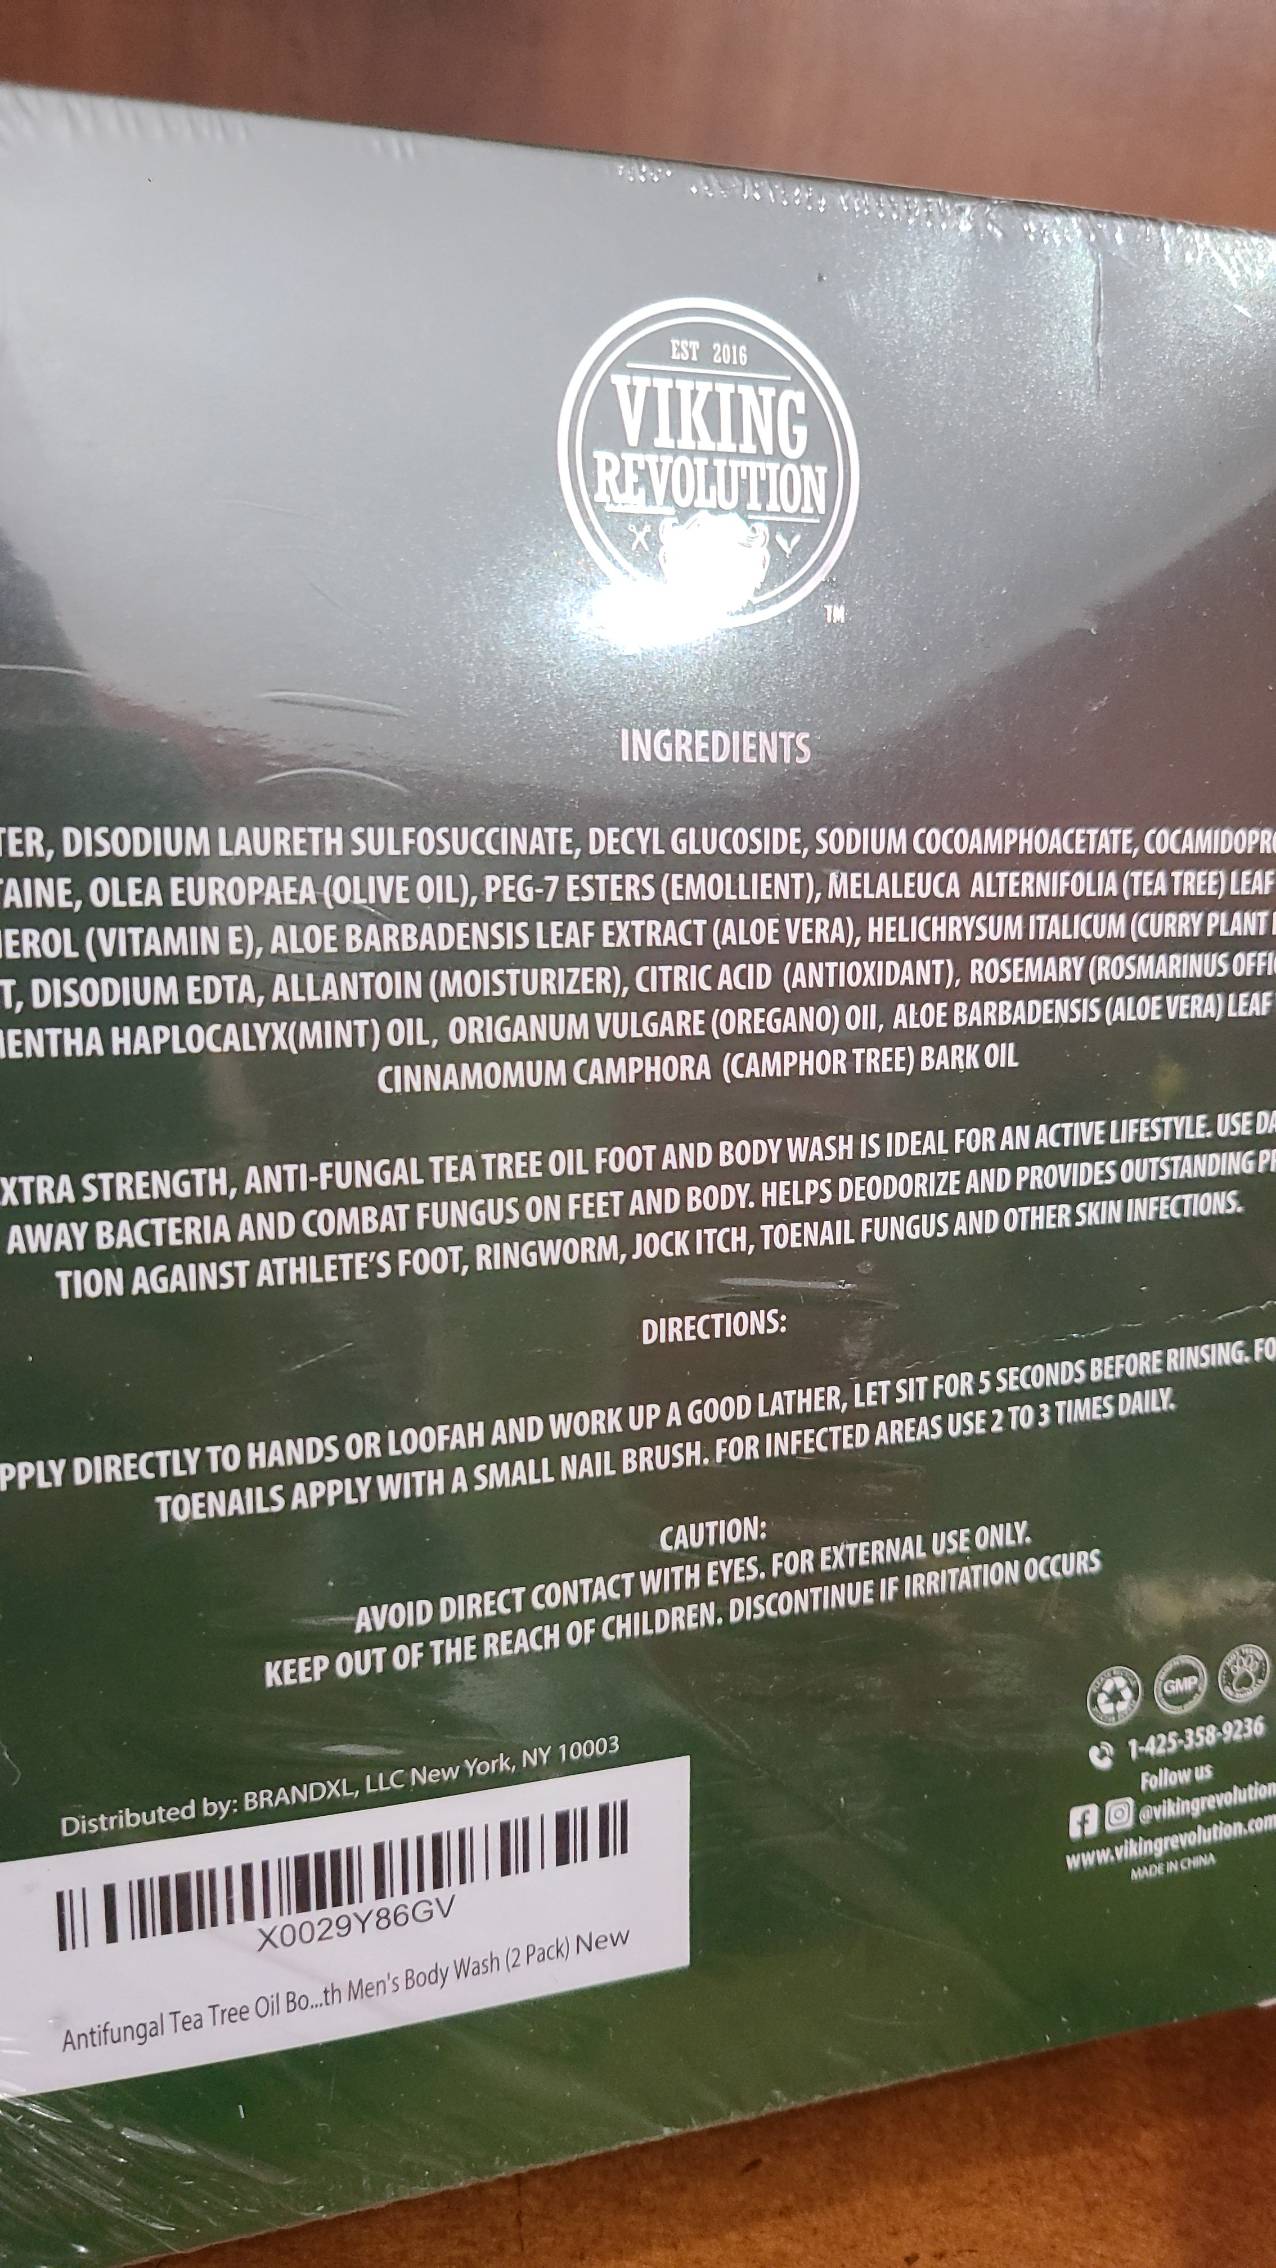 EST 2016
VIKING
REVOLUTION
TM
INGREDIENTS
TER, DISODIUM LAURETH SULFOSUCCINATE, DECYL GLUCOSIDE, SODIUM COCOAMPHOACETATE, COCAMIDOPRO
TAINE, OLEA EUROPAEA (OLIVE OIL), PEG-7 ESTERS (EMOLLIENT), MELALEUCA ALTERNIFOLIA (TEA TREE) LEAF
HEROL (VITAMIN E), ALOE BARBADENSIS LEAF EXTRACT (ALOE VERA), HELICHRYSUM ITALICUM (CURRY PLANT
T, DISODIUM EDTA, ALLANTOIN (MOISTURIZER), CITRIC ACID (ANTIOXIDANT), ROSEMARY (ROSMARINUS OFFIC
MENTHA HAPLOCALYX(MINT) OIL, ORIGANUM VULGARE (OREGANO) OIl, ALOE BARBADENSIS (ALOE VERA) LEAF
CINNAMOMUM CAMPHORA (CAMPHOR TREE) BARK OIL
XTRA STRENGTH, ANTI-FUNGAL TEA TREE OIL FOOT AND BODY WASH IS IDEAL FOR AN ACTIVE LIFESTYLE. USE DA
AWAY BACTERIA AND COMBAT FUNGUS ON FEET AND BODY. HELPS DEODORIZE AND PROVIDES OUTSTANDING PR
TION AGAINST ATHLETE'S FOOT, RINGWORM, JOCK ITCH, TOENAIL FUNGUS AND OTHER SKIN INFECTIONS.
DIRECTIONS:
PPLY DIRECTLY TO HANDS OR LOOFAH AND WORK UP A GOOD LATHER, LET SIT FOR 5 SECONDS BEFORE RINSING. FO
TOENAILS APPLY WITH A SMALL NAIL BRUSH. FOR INFECTED AREAS USE 2 TO 3 TIMES DAILY.
CAUTION:
AVOID DIRECT CONTACT WITH EYES. FOR EXTERNAL USE ONLY.
KEEP OUT OF THE REACH OF CHILDREN. DISCONTINUE IF IRRITATION OCCURS
GMP
1-425-358-9236
Follow us
@vikingrevolution
www.vikingrevolution.com
MADE IN CHINA
Distributed by: BRANDXL, LLC New York, NY 10003
X0029Y86GV
Antifungal Tea Tree Oil Bo...th Men's Body Wash (2 Pack) New